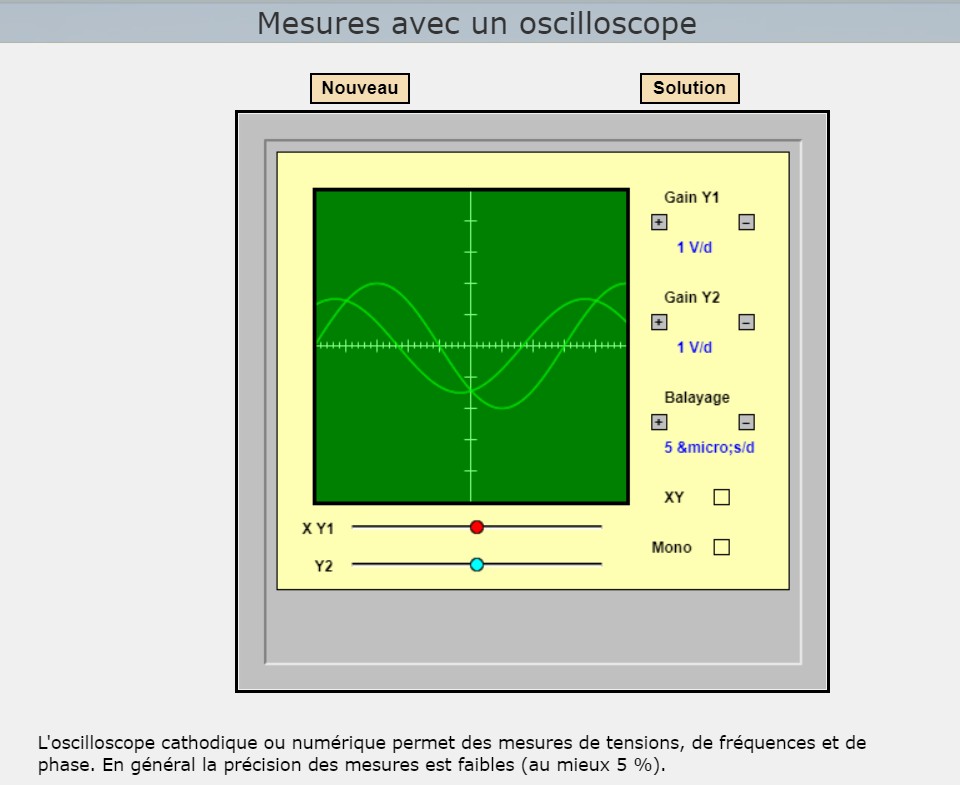 Mesures avec un oscilloscope
Nouveau
Solution
Gain Y1
+
−
1 V/d
Gain Y2
+
−
1 V/d
Balayage
+
−
5 &micro;s/d
XY
X Y1
Mono
Y2
L'oscilloscope cathodique ou numérique permet des mesures de tensions, de fréquences et de
phase. En général la précision des mesures est faibles (au mieux 5 %).